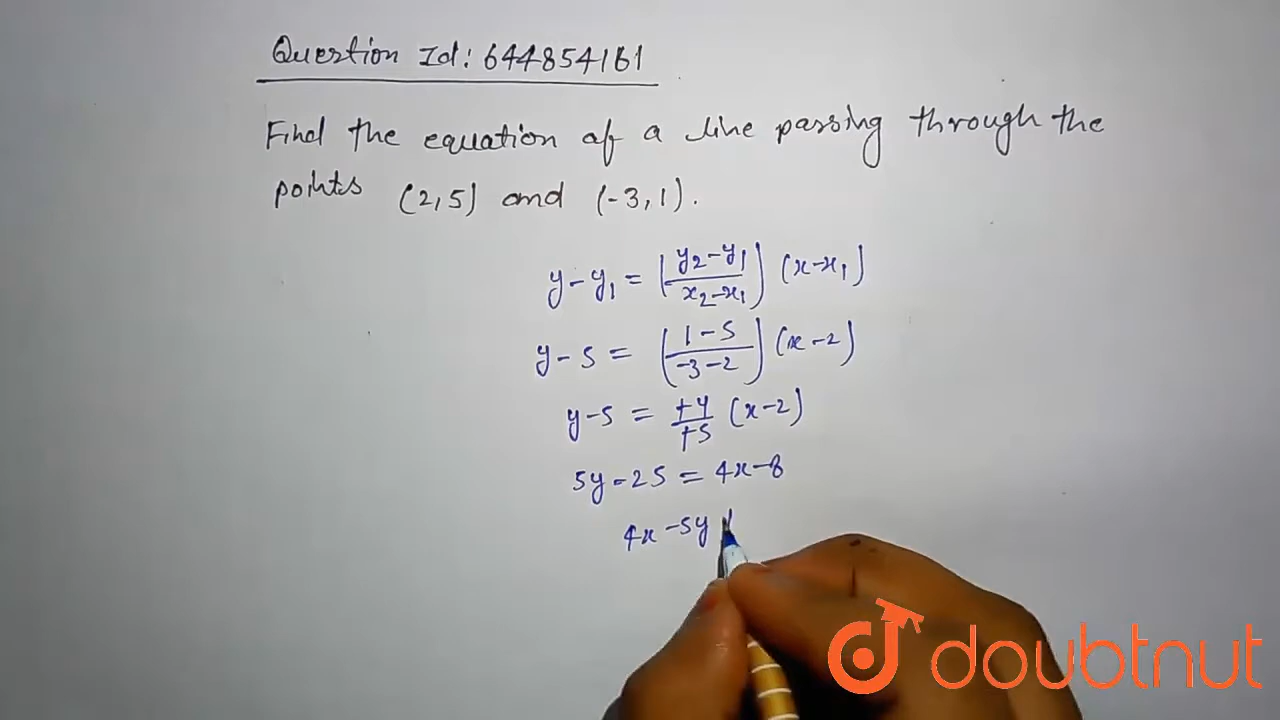 Question Id: 644854161
Find the equation of a line passing through the
points (2,5) and (-3,1).
y-y1 = (y2-y1/x2-x1) (x-x1)
y-5 = (1-5/-3-2) (x-2)
y-5 = +4/+5 (x-2)
5y-25 = 4x-8
4x-5y
doubtnut